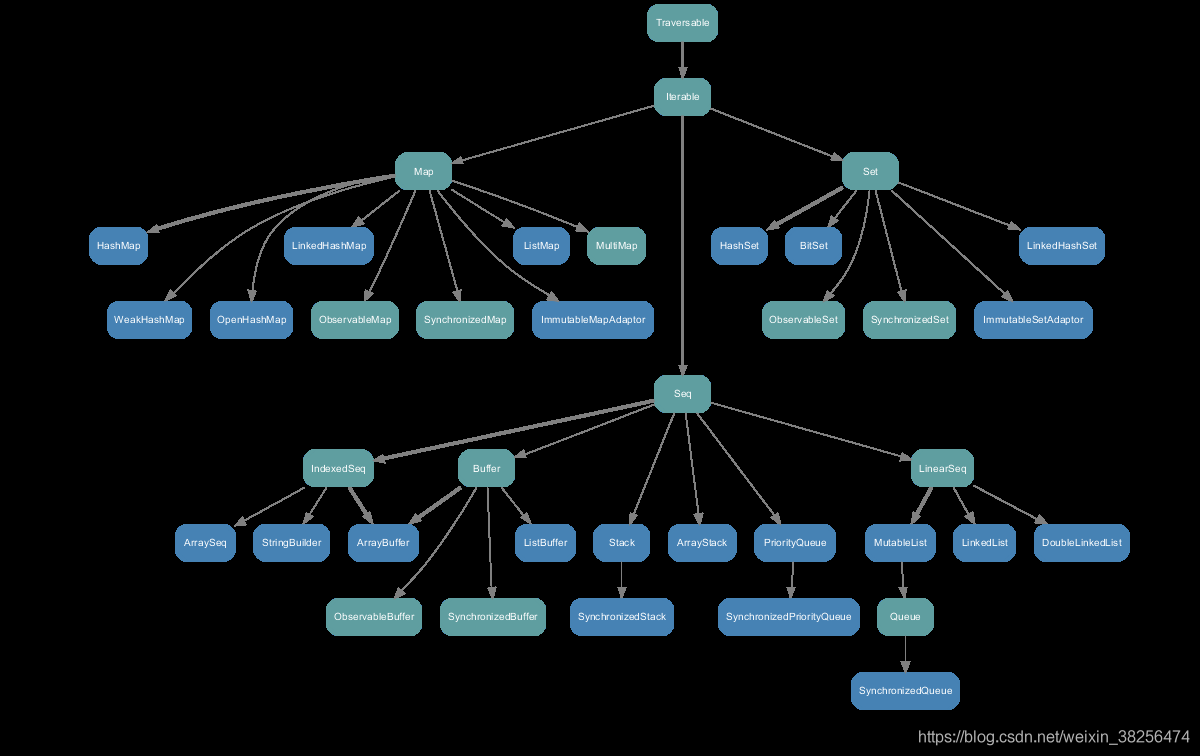 Traversable
Iterable
Map
Set
HashMap
LinkedHashMap
ListMap
MultiMap
HashSet
BitSet
LinkedHashSet
WeakHashMap
OpenHashMap
ObservableMap
SynchronizedMap
ImmutableMapAdaptor
ObservableSet
SynchronizedSet
ImmutableSetAdaptor
Seq
IndexedSeq
Buffer
LinearSeq
ArraySeq
StringBuilder
ArrayBuffer
ListBuffer
Stack
ArrayStack
PriorityQueue
MutableList
LinkedList
DoubleLinkedList
ObservableBuffer
SynchronizedBuffer
SynchronizedStack
SynchronizedPriorityQueue
Queue
SynchronizedQueue
https://blog.csdn.net/weixin_38256474